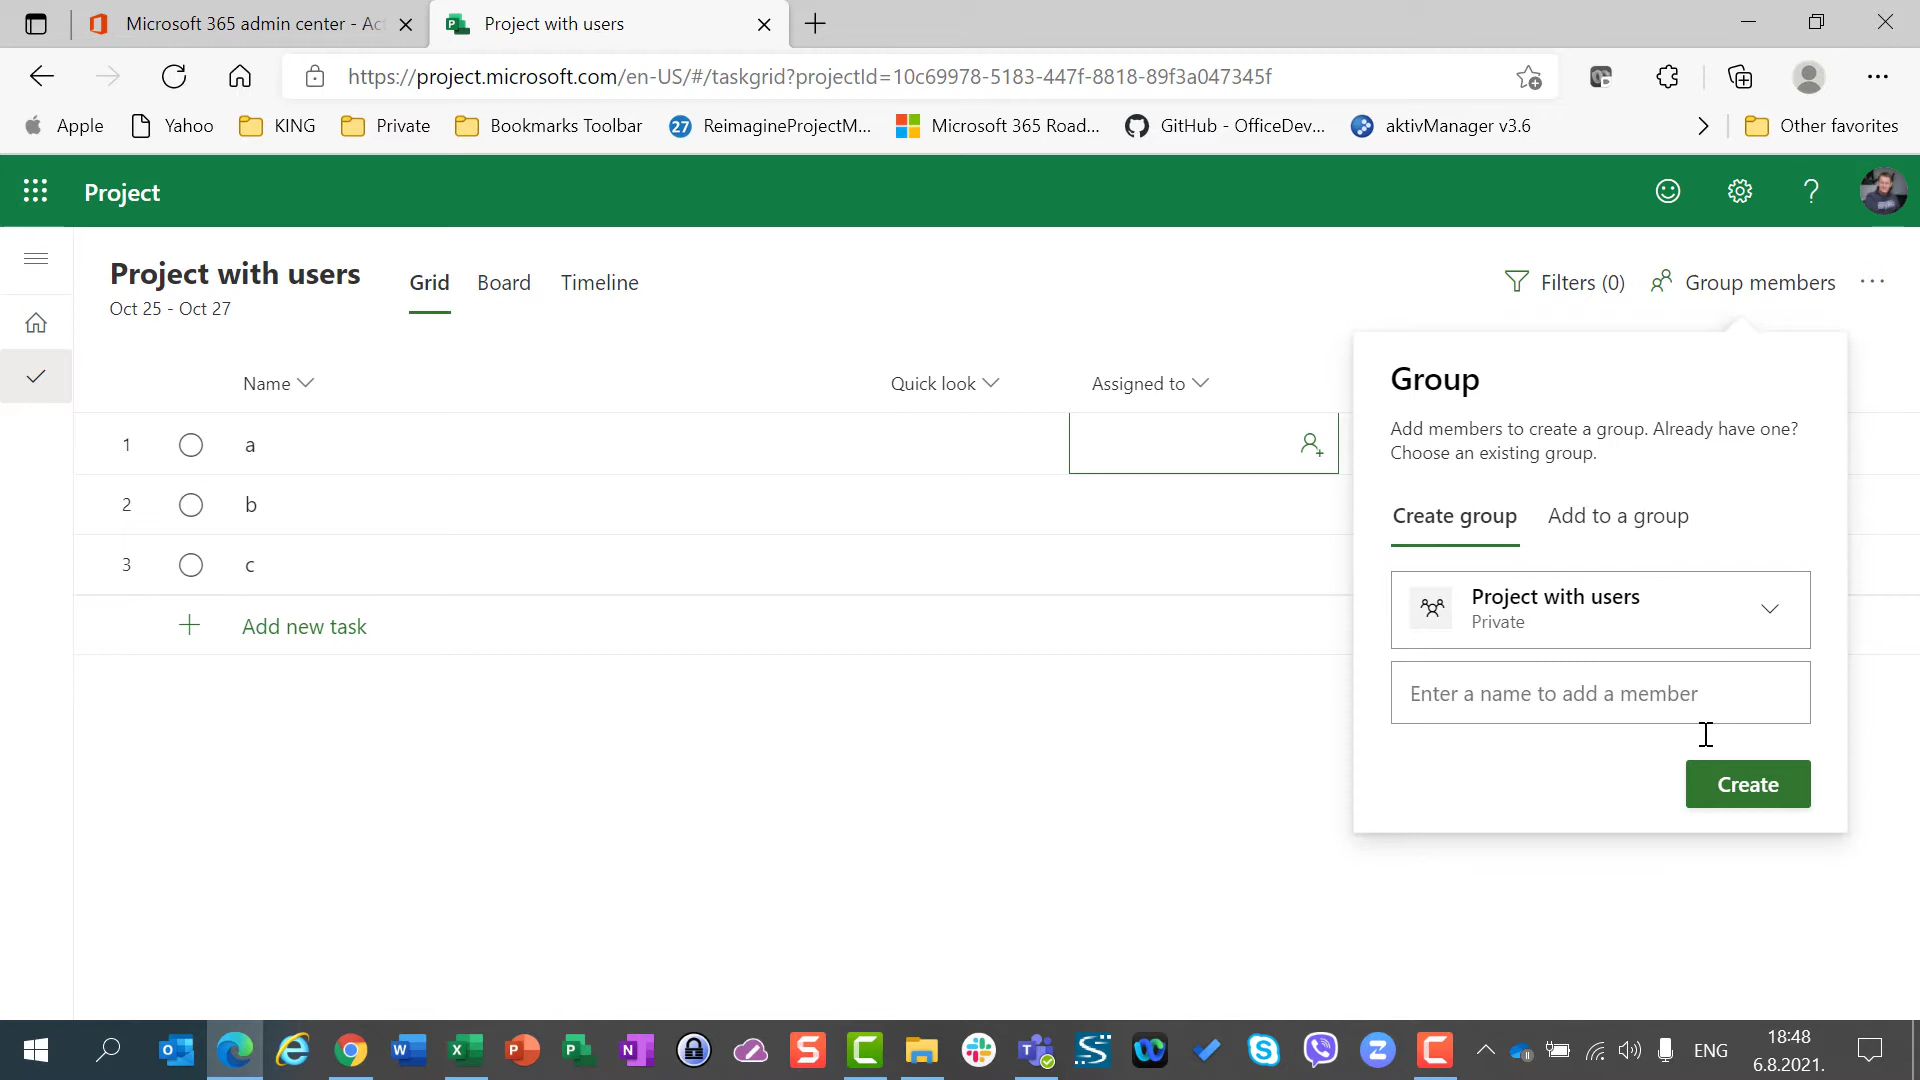 Microsoft 365 admin center - Act
Project with users
https://project.microsoft.com/en-US/#/taskgrid?projectId=10c69978-5183-447f-8818-89f3a047345f
Apple
Yahoo
KING
Private
Bookmarks Toolbar
27
ReimagineProjectM...
Microsoft 365 Road...
GitHub - OfficeDev...
aktivManager v3.6
Other favorites
Project
Project with users
Oct 25 - Oct 27
Grid
Board
Timeline
Filters (0)
Group members
Name
Quick look
Assigned to
1
a
2
b
3
c
Add new task
Group
Add members to create a group. Already have one?
Choose an existing group.
Create group
Add to a group
Project with users
Private
Enter a name to add a member
Create
ENG
18:48
6.8.2021.